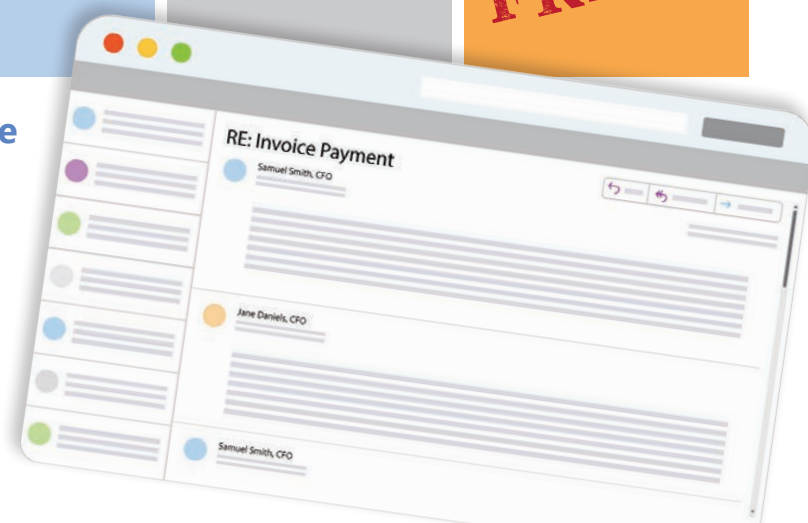 RE: Invoice Payment
Samuel Smith, CFO
Jane Daniels, CFO
Samuel Smith, CFO